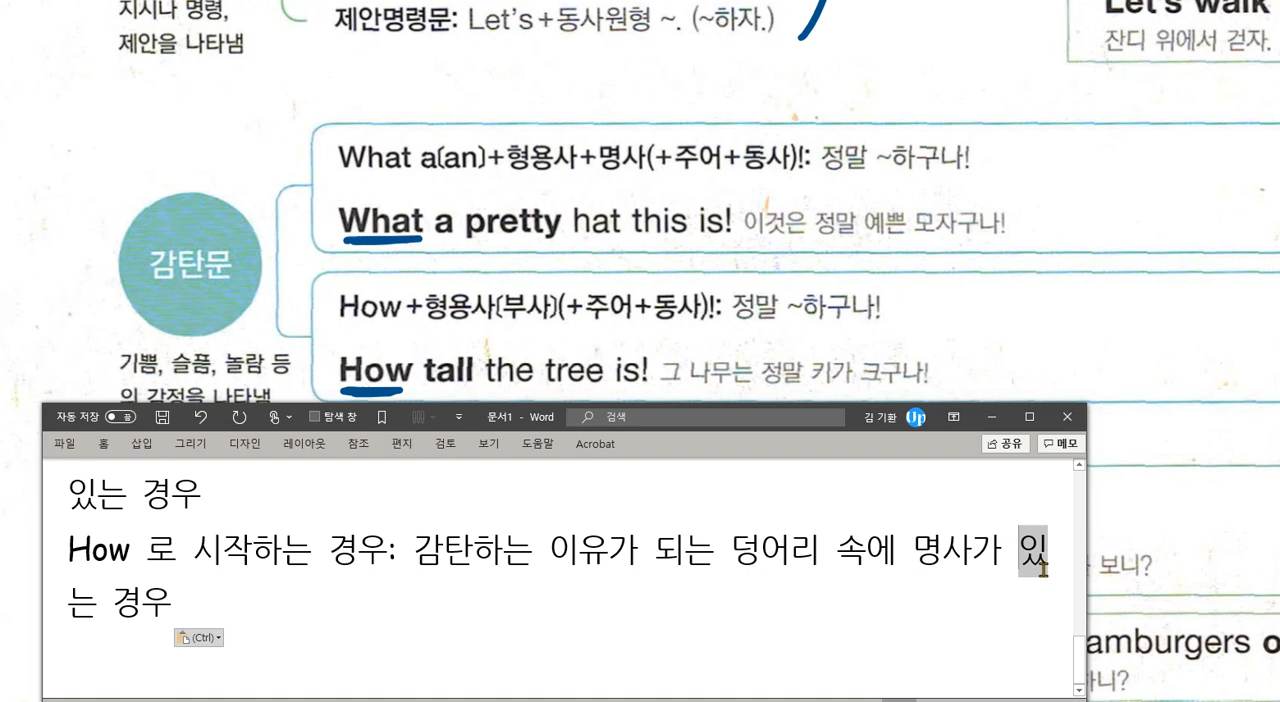 지시나 명령,
제안을 나타냄
제안명령문: Let's+동사원형 ~. (~하자.)
Let's walk
잔디 위에서 걷자.
What a(an)+형용사+명사(+주어+동사)!: 정말 ~하구나!
What a pretty hat this is! 이것은 정말 예쁜 모자구나!
감탄문
How+형용사(부사)(+주어+동사)!: 정말 ~하구나!
How tall the tree is! 그 나무는 정말 키가 크구나!
기쁨, 슬픔, 놀람 등
의 감정을 나타냄
자동 저장 끔 탐색 창 문서1 - Word 검색 김 기환 Up
파일 홈 삽입 그리기 디자인 레이아웃 참조 편지 검토 보기 도움말 Acrobat 공유 메모
있는 경우
How 로 시작하는 경우: 감탄하는 이유가 되는 덩어리 속에 명사가 있
는 경우
(Ctrl)
보니?
amburgers o
하니?